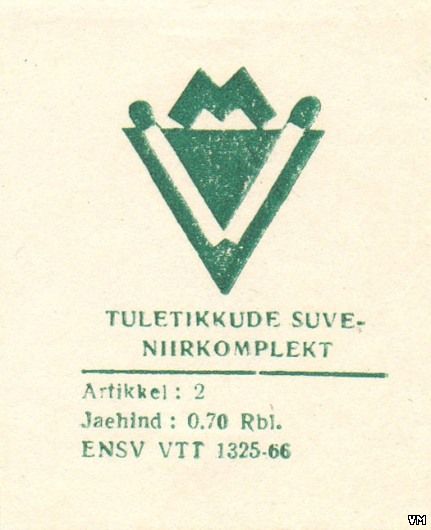 TULETIKKUDE SUVE-
NIIRKOMPLEKT
Artikkel : 2
Jaehind : 0.70 Rbl.
ENSV VTT 1325-66
VM